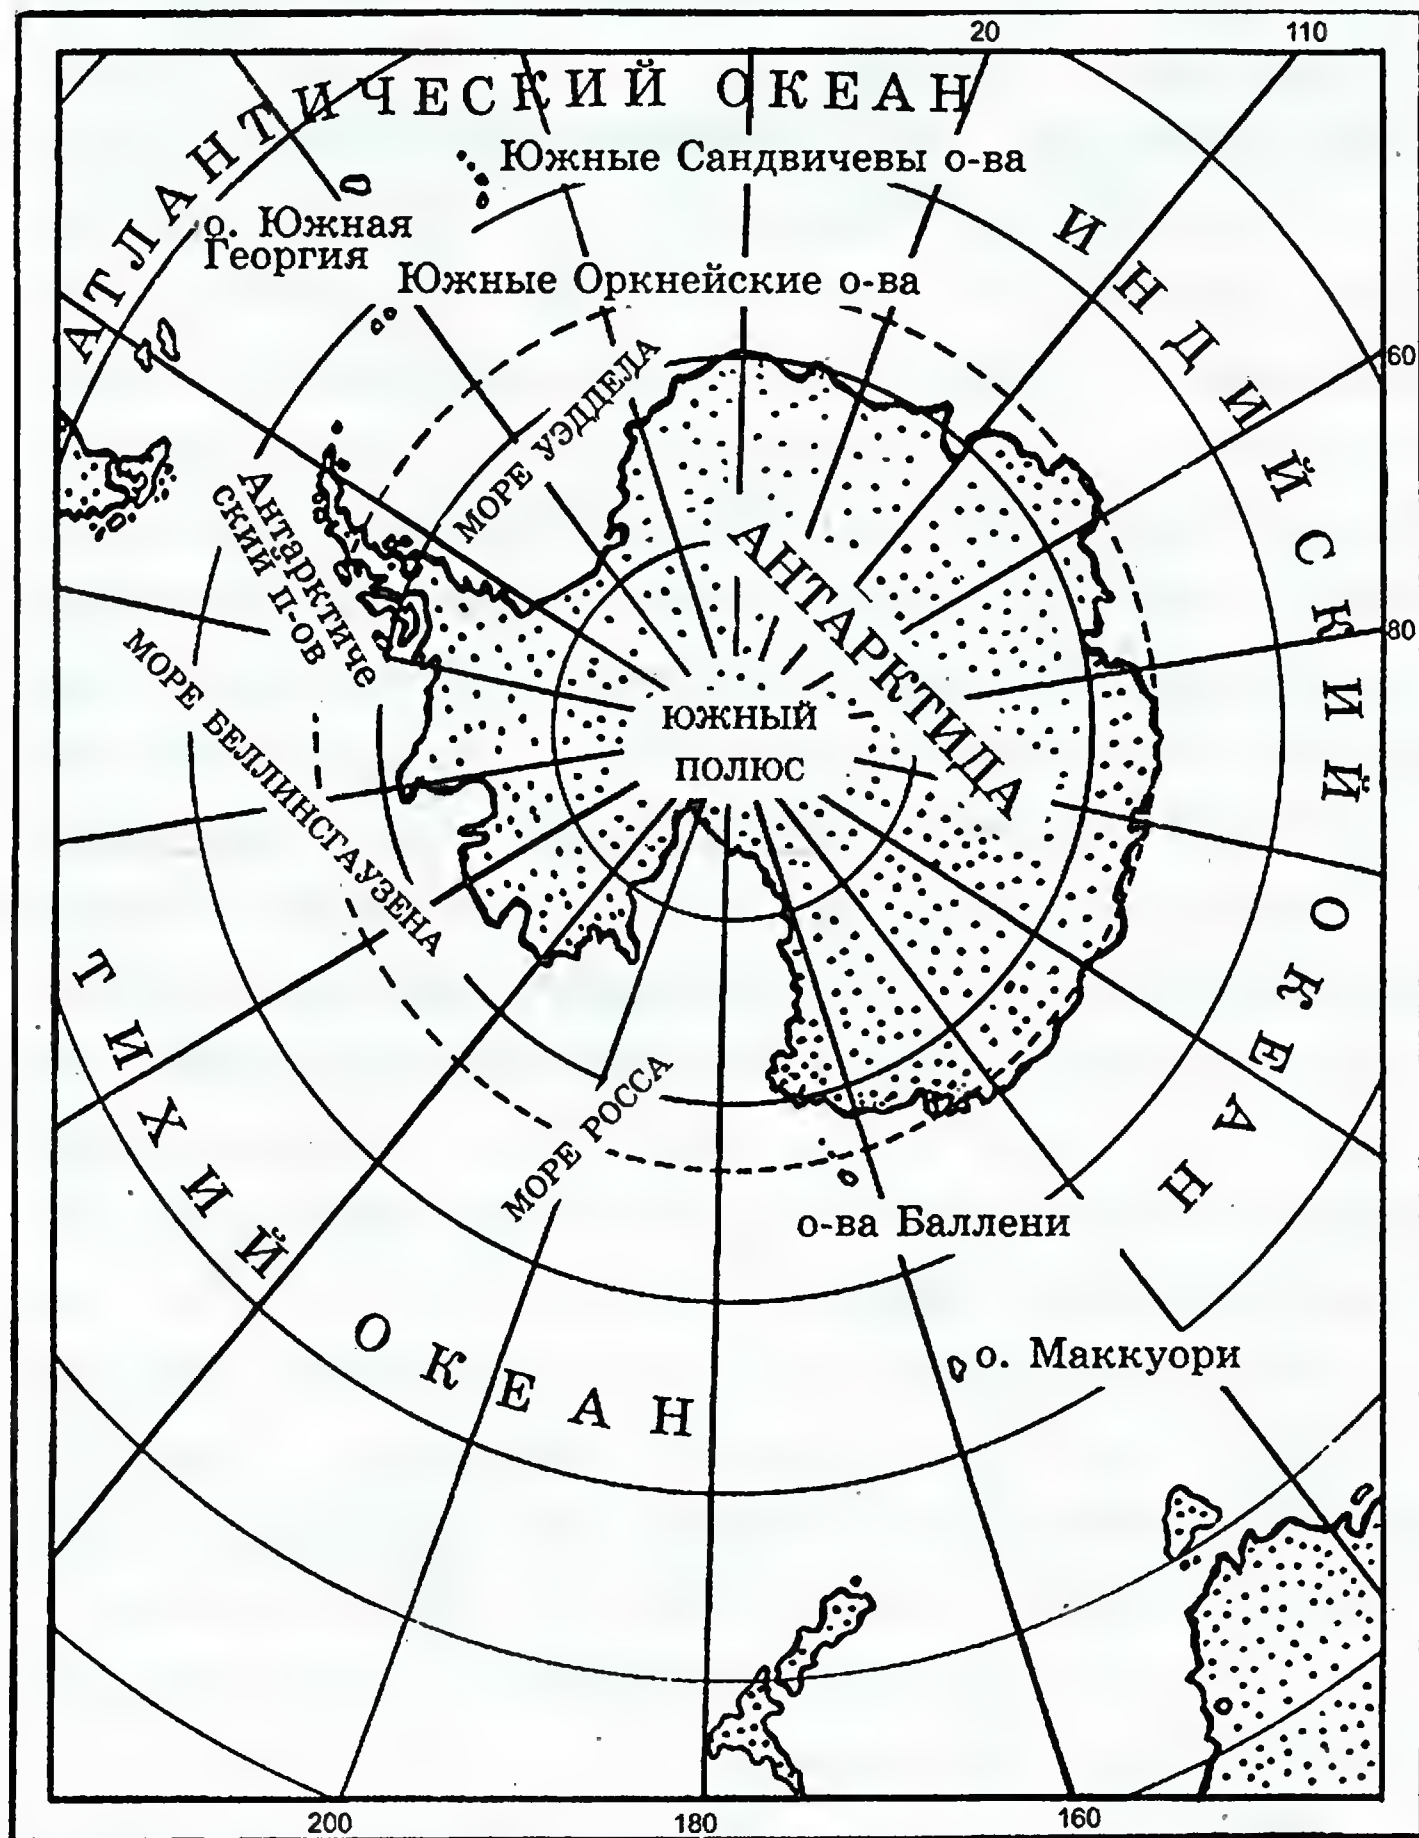 20 110
АТЛАНТИЧЕСКИЙ ОКЕАН
Южные Сандвичевы о-ва
о. Южная
Георгия
Южные Оркнейские о-ва
ИНДИЙСКИЙ ОКЕАН
60
МОРЕ УЭДДЕЛА
Антарктиче
ский п-ов
АНТАРКТИДА
80
МОРЕ БЕЛЛИНСГАУЗЕНА
ЮЖНЫЙ
ПОЛЮС
ТИХИЙ
ОКЕАН
МОРЕ РОССА
о-ва Баллени
о. Маккуори
200 180 160